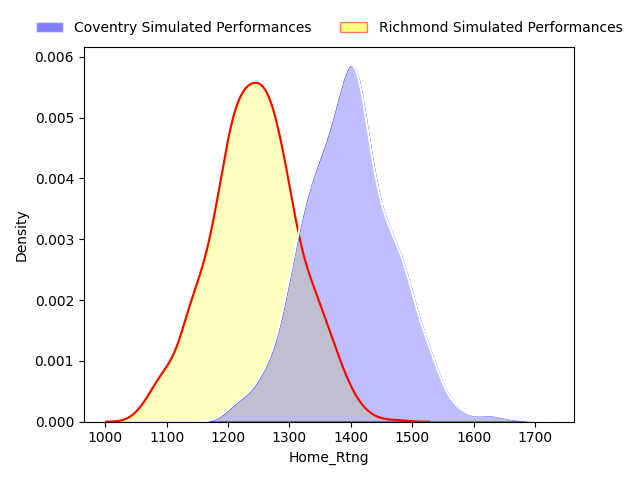 Coventry Simulated Performances Richmond Simulated Performances
0.006
0.005
0.004
0.003
0.002
0.001
0.000
Density
1000 1100 1200 1300 1400 1500 1600 1700
Home_Rtng